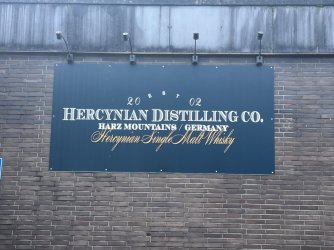 EST
20 02
HERCYNIAN DISTILLING CO.
HARZ MOUNTAINS / GERMANY
Hercynian Single Malt Whisky